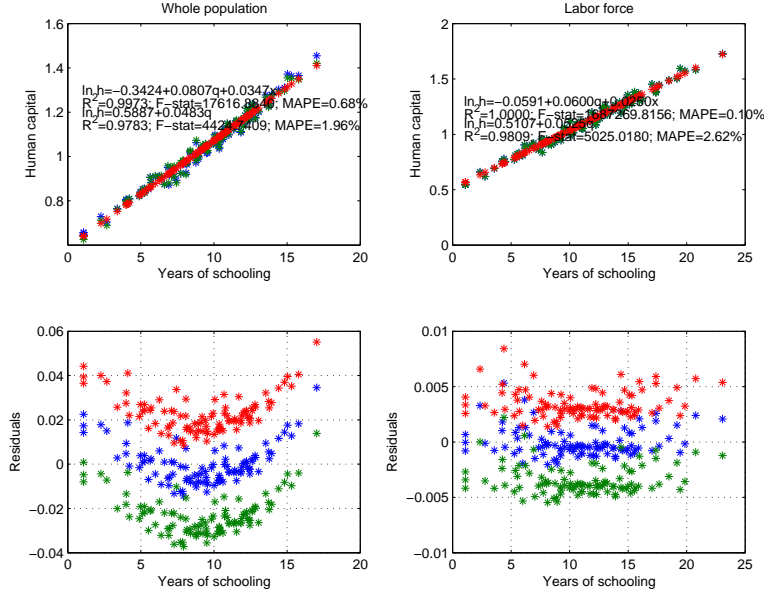 Whole population
1.6
1.4
1.2
1
0.8
Human capital
ln h=−0.3424+0.0807q+0.0347x
R²=0.9973; F−stat=17616.8840; MAPE=0.68%
ln h=0.5887+0.0483q
R²=0.9783; F−stat=4424.7409; MAPE=1.96%
0 5 10 15 20
Years of schooling
Labor force
2
1.5
1
0.5
0
Human capital
ln h=−0.0591+0.0600q+0.0260x
R²=1.0000; F−stat=1687269.8156; MAPE=0.10%
R²=0.9809; F−stat=5025.0180; MAPE=2.62%
0 5 10 15 20 25
Years of schooling
0.06
0.04
0.02
0
−0.02
−0.04
Residuals
0 5 10 15 20
Years of schooling
0.01
0.005
0
−0.005
−0.01
Residuals
0 5 10 15 20 25
Years of schooling